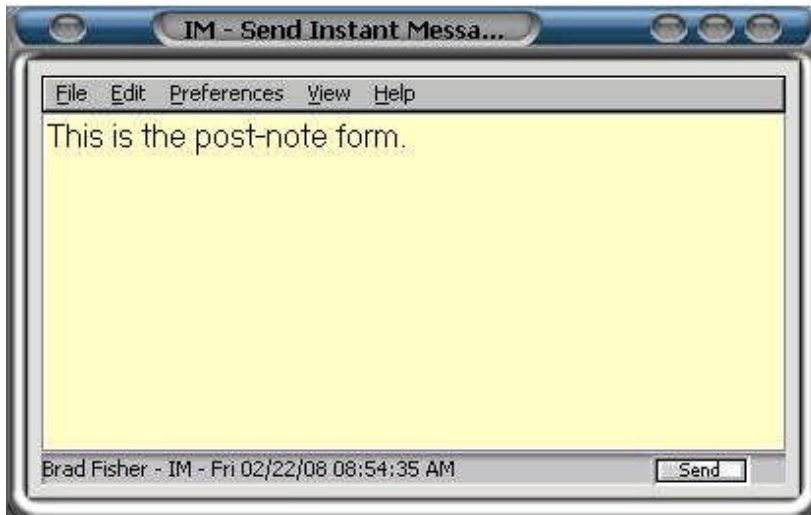 IM - Send Instant Messa...
File Edit Preferences View Help
This is the post-note form.
Brad Fisher - IM - Fri 02/22/08 08:54:35 AM Send